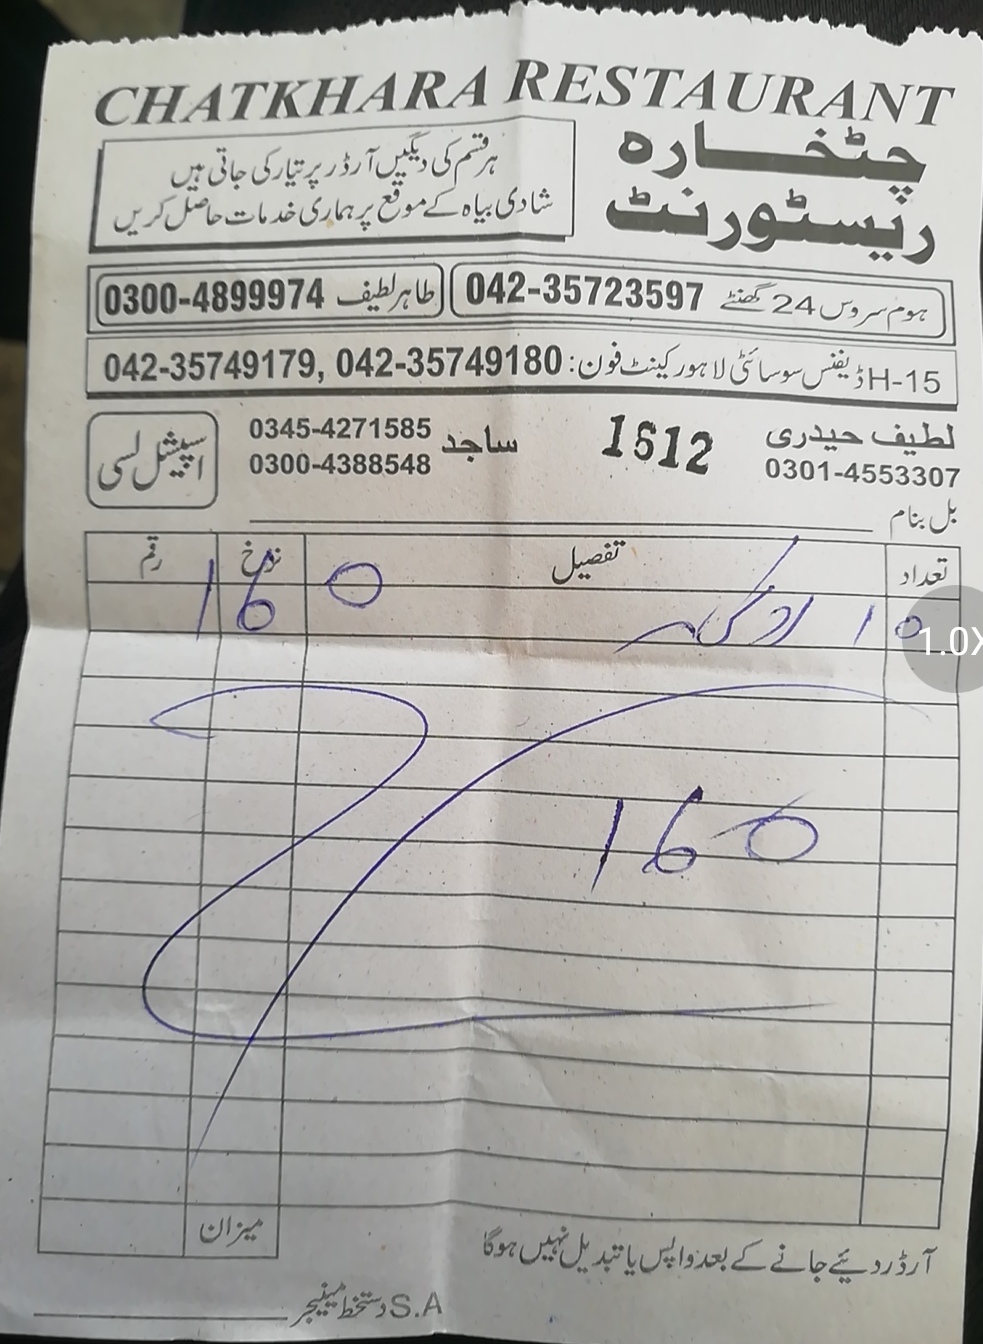 CHATKHARA RESTAURANT
چٹخارہ
ریسٹورنٹ
ہر قسم کی دیگیں آرڈر پر تیار کی جاتی ہیں
شادی بیاہ کے موقع پر ہماری خدمات حاصل کریں
ہوم سروس 24 گھنٹے 042-35723597
طاہر لطیف 0300-4899974
H-15 ڈیفنس سوسائٹی لاہور کینٹ فون: 042-35749179, 042-35749180
لطیف حیدری
0301-4553307
1612
ساجد
0345-4271585
0300-4388548
اسپیشل لسی
بل بنام
تعداد تفصیل نرخ رقم
10 160
160
میزان
آرڈر دیئے جانے کے بعد واپس یا تبدیل نہیں ہوگا
S.A دستخط مینیجر
1.0X